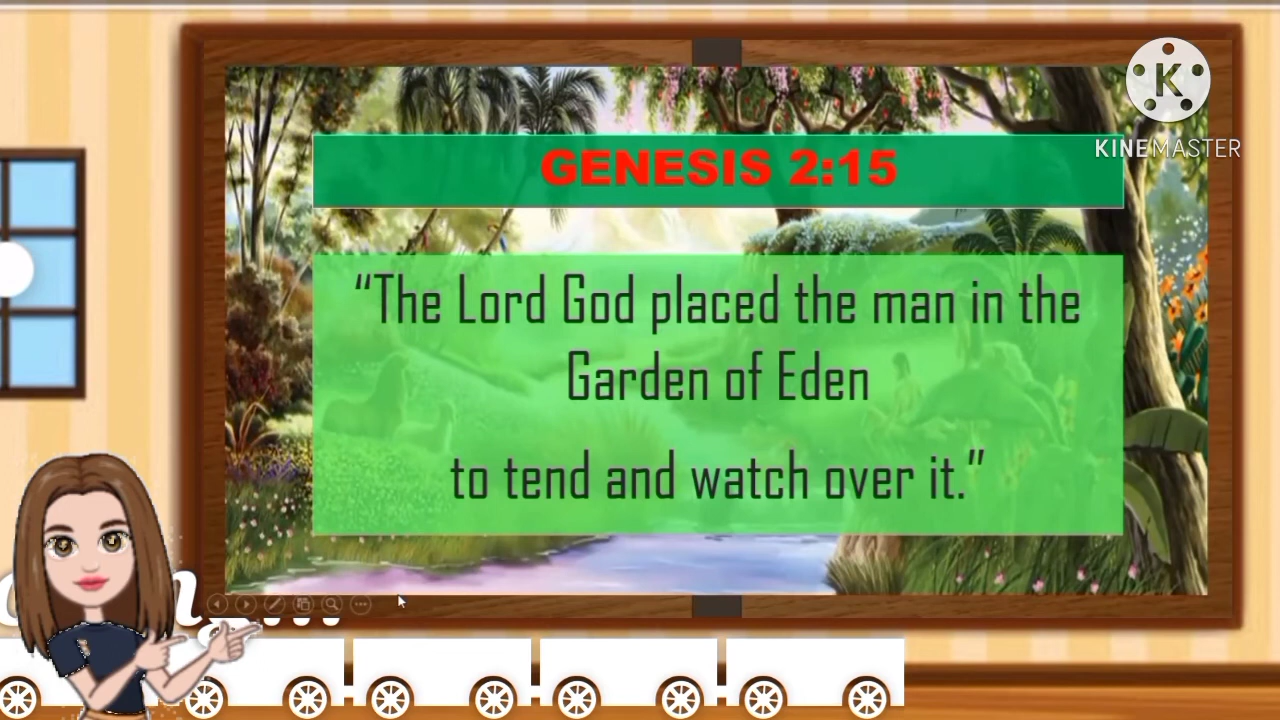 GENESIS 2:15
KINEMASTER
“The Lord God placed the man in the
Garden of Eden
to tend and watch over it.”